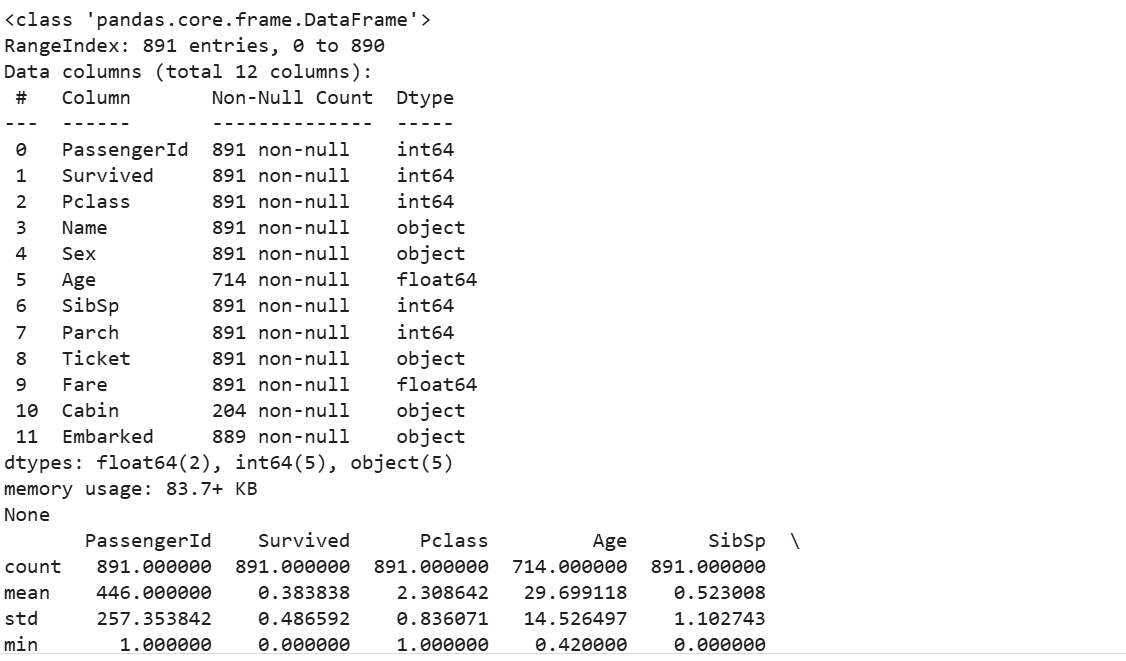 <class 'pandas.core.frame.DataFrame'>
RangeIndex: 891 entries, 0 to 890
Data columns (total 12 columns):
 #   Column       Non-Null Count  Dtype
---  ------       --------------  -----
 0   PassengerId  891 non-null    int64
 1   Survived     891 non-null    int64
 2   Pclass       891 non-null    int64
 3   Name         891 non-null    object
 4   Sex          891 non-null    object
 5   Age          714 non-null    float64
 6   SibSp        891 non-null    int64
 7   Parch        891 non-null    int64
 8   Ticket       891 non-null    object
 9   Fare         891 non-null    float64
 10  Cabin        204 non-null    object
 11  Embarked     889 non-null    object
dtypes: float64(2), int64(5), object(5)
memory usage: 83.7+ KB
None
       PassengerId    Survived      Pclass         Age       SibSp  \
count   891.000000  891.000000  891.000000  714.000000  891.000000
mean    446.000000    0.383838    2.308642   29.699118    0.523008
std     257.353842    0.486592    0.836071   14.526497    1.102743
min       1.000000    0.000000    1.000000    0.420000    0.000000